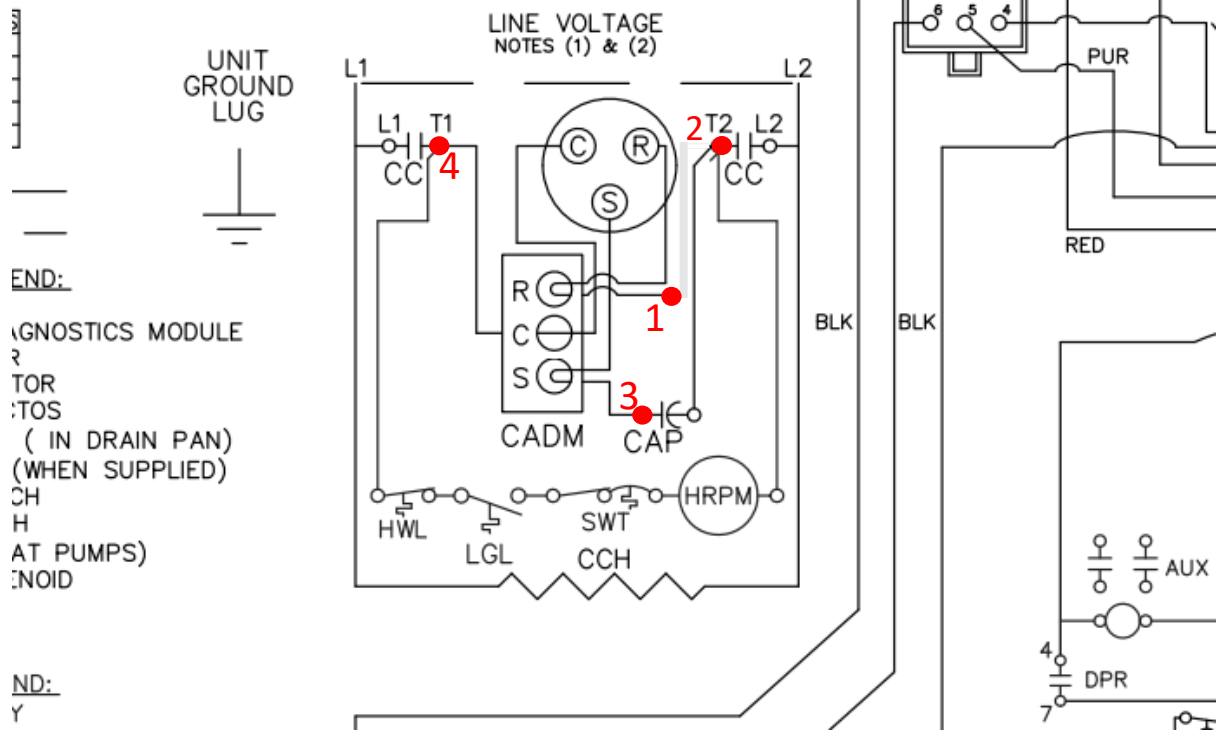 LINE VOLTAGE
NOTES (1) & (2)
UNIT
GROUND
LUG
L1
L2
L1
T1
4
CC
C
R
S
2
T2
L2
CC
R
C
S
CADM
1
3
CAP
HWL
LGL
SWT
HRPM
CCH
6
5
4
PUR
RED
BLK
BLK
AUX
4
DPR
7
END:
AGNOSTICS MODULE
R
TOR
CTOS
( IN DRAIN PAN)
(WHEN SUPPLIED)
CH
H
AT PUMPS)
ENOID
ND:
Y